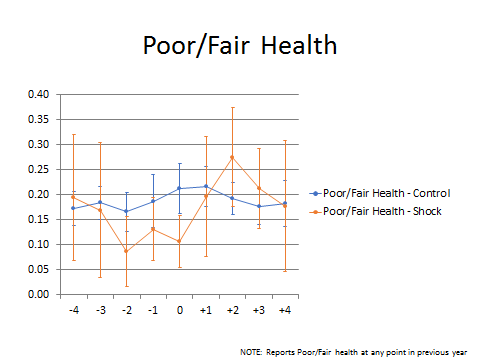 Poor/Fair Health
0.40
0.35
0.30
0.25
0.20
0.15
0.10
0.05
0.00
-4 -3 -2 -1 0 +1 +2 +3 +4
Poor/Fair Health - Control
Poor/Fair Health - Shock
NOTE: Reports Poor/Fair health at any point in previous year